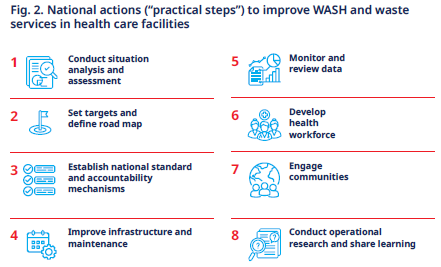 Fig. 2. National actions (“practical steps”) to improve WASH and waste
services in health care facilities
1
Conduct situation
analysis and
assessment
2
Set targets and
define road map
3
Establish national standard
and accountability
mechanisms
4
Improve infrastructure and
maintenance
5
Monitor and
review data
6
Develop
health
workforce
7
Engage
communities
8
Conduct operational
research and share learning